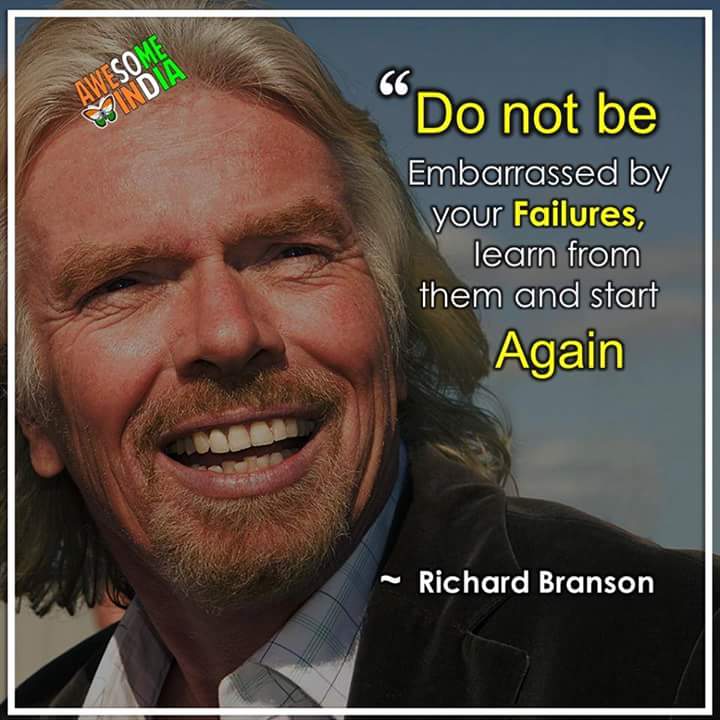 AWESOME
INDIA
“Do not be
Embarrassed by
your Failures,
learn from
them and start
Again
~ Richard Branson